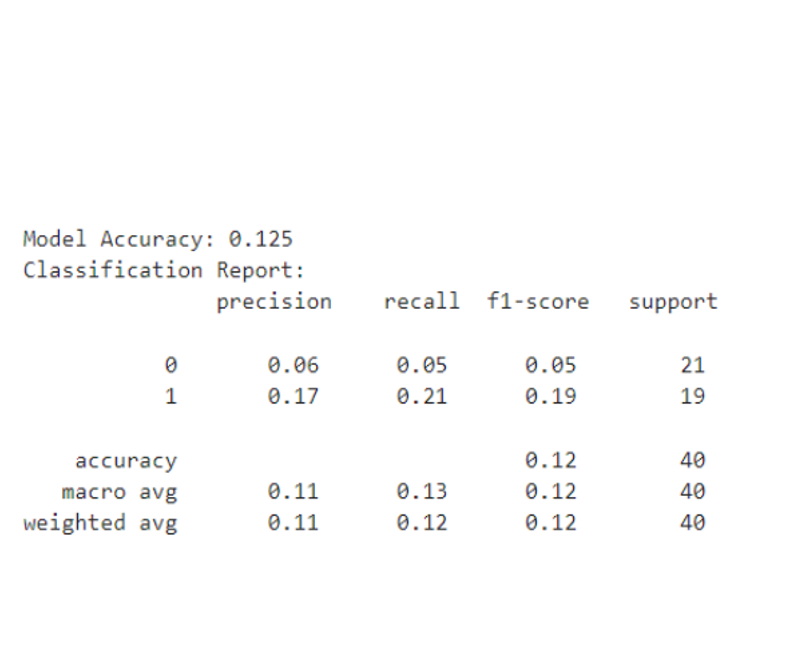 Model Accuracy: 0.125
Classification Report:
precision recall f1-score support
0 0.06 0.05 0.05 21
1 0.17 0.21 0.19 19
accuracy 0.12 40
macro avg 0.11 0.13 0.12 40
weighted avg 0.11 0.12 0.12 40